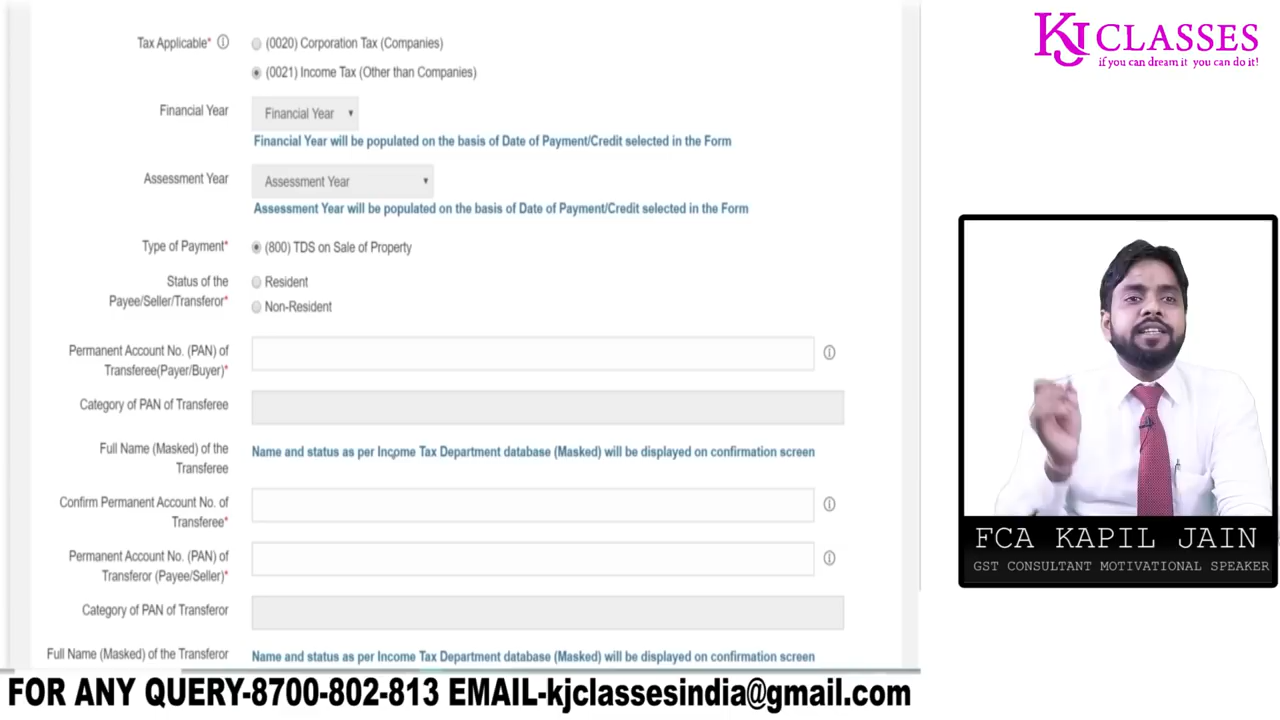 Tax Applicable* (0020) Corporation Tax (Companies)
(0021) Income Tax (Other than Companies)
Financial Year Financial Year
Financial Year will be populated on the basis of Date of Payment/Credit selected in the Form
Assessment Year Assessment Year
Assessment Year will be populated on the basis of Date of Payment/Credit selected in the Form
Type of Payment* (800) TDS on Sale of Property
Status of the
Payee/Seller/Transferor*
Resident
Non-Resident
Permanent Account No. (PAN) of
Transferee(Payer/Buyer)*
Category of PAN of Transferee
Full Name (Masked) of the
Transferee
Name and status as per Income Tax Department database (Masked) will be displayed on confirmation screen
Confirm Permanent Account No. of
Transferee*
Permanent Account No. (PAN) of
Transferor (Payee/Seller)*
Category of PAN of Transferor
Full Name (Masked) of the Transferor Name and status as per Income Tax Department database (Masked) will be displayed on confirmation screen
KJ CLASSES
if you can dream it you can do it!
FCA KAPIL JAIN
GST CONSULTANT MOTIVATIONAL SPEAKER
FOR ANY QUERY-8700-802-813 EMAIL-kjclassesindia@gmail.com